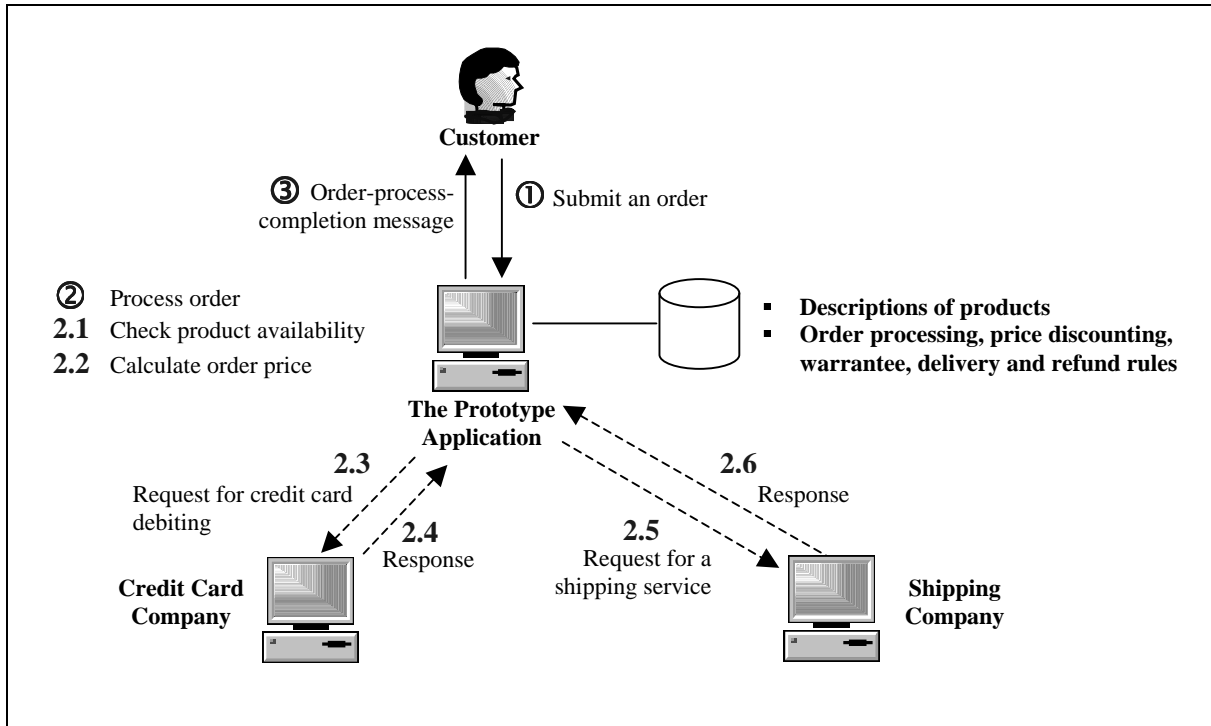 Customer
③ Order-process-
completion message
① Submit an order
② Process order
2.1 Check product availability
2.2 Calculate order price
▪ Descriptions of products
▪ Order processing, price discounting,
warrantee, delivery and refund rules
The Prototype
Application
2.3
Request for credit card
debiting
2.4
Response
2.5
Request for a
shipping service
2.6
Response
Credit Card
Company
Shipping
Company